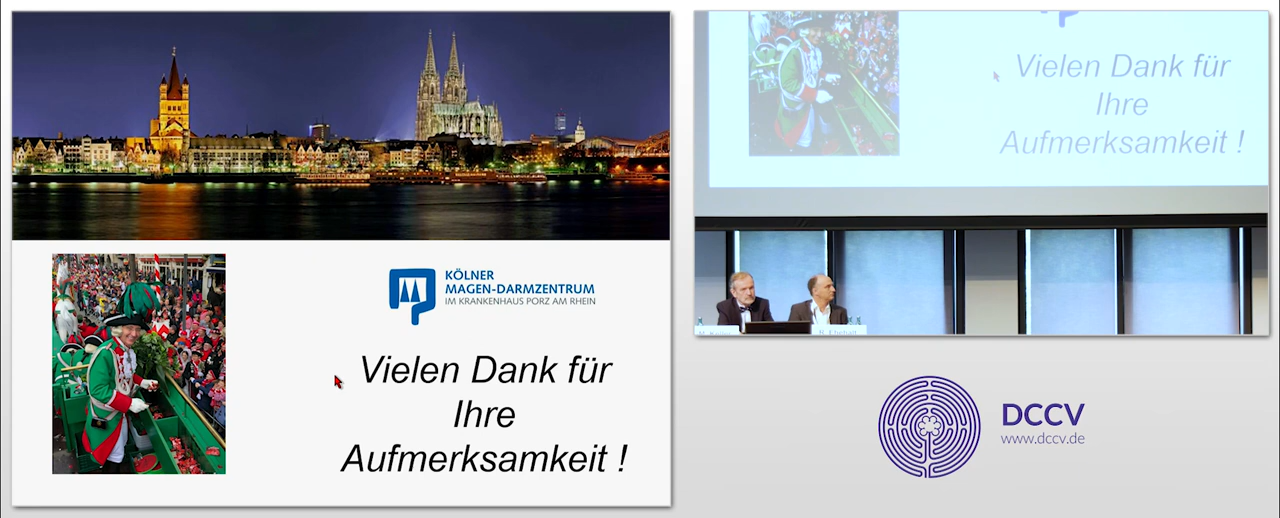 KÖLNER
MAGEN-DARMZENTRUM
IM KRANKENHAUS PORZ AM RHEIN
Vielen Dank für
Ihre
Aufmerksamkeit !
Vielen Dank für
Ihre
Aufmerksamkeit !
DCCV
www.dccv.de